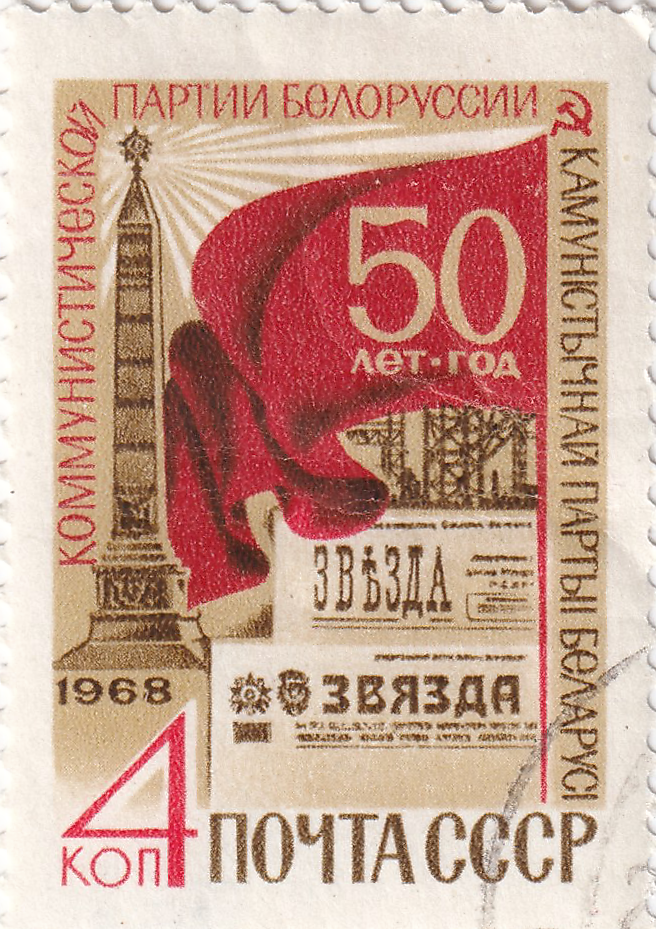 КОММУНИСТИЧЕСКОЙ
ПАРТИИ БЕЛОРУССИИ
КАМУНІСТЫЧНАЙ ПАРТЫІ БЕЛАРУСІ
50
ЛЕТ·ГОД
ЗВѢЗДА
ЗВЯЗДА
1968
4
КОП
ПОЧТА СССР